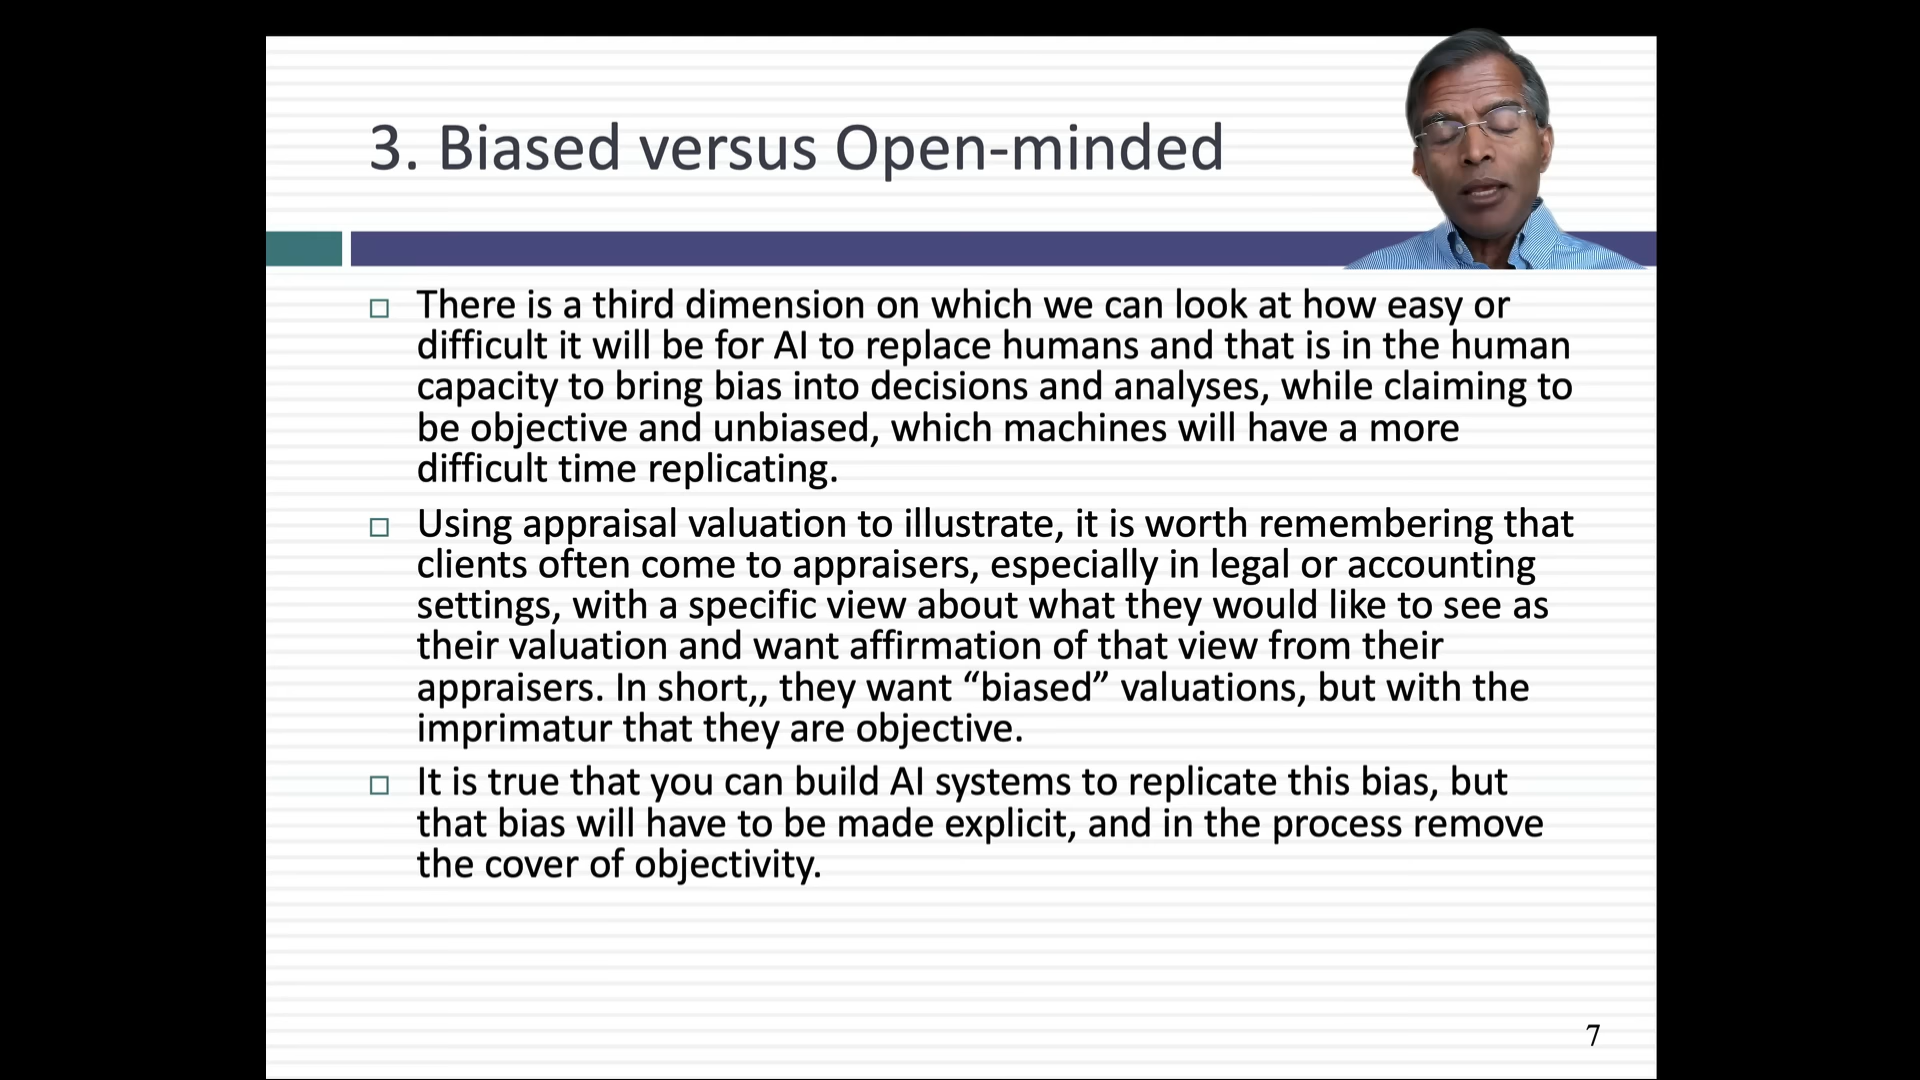 3. Biased versus Open-minded
There is a third dimension on which we can look at how easy or
difficult it will be for AI to replace humans and that is in the human
capacity to bring bias into decisions and analyses, while claiming to
be objective and unbiased, which machines will have a more
difficult time replicating.
Using appraisal valuation to illustrate, it is worth remembering that
clients often come to appraisers, especially in legal or accounting
settings, with a specific view about what they would like to see as
their valuation and want affirmation of that view from their
appraisers. In short,, they want “biased” valuations, but with the
imprimatur that they are objective.
It is true that you can build AI systems to replicate this bias, but
that bias will have to be made explicit, and in the process remove
the cover of objectivity.
7